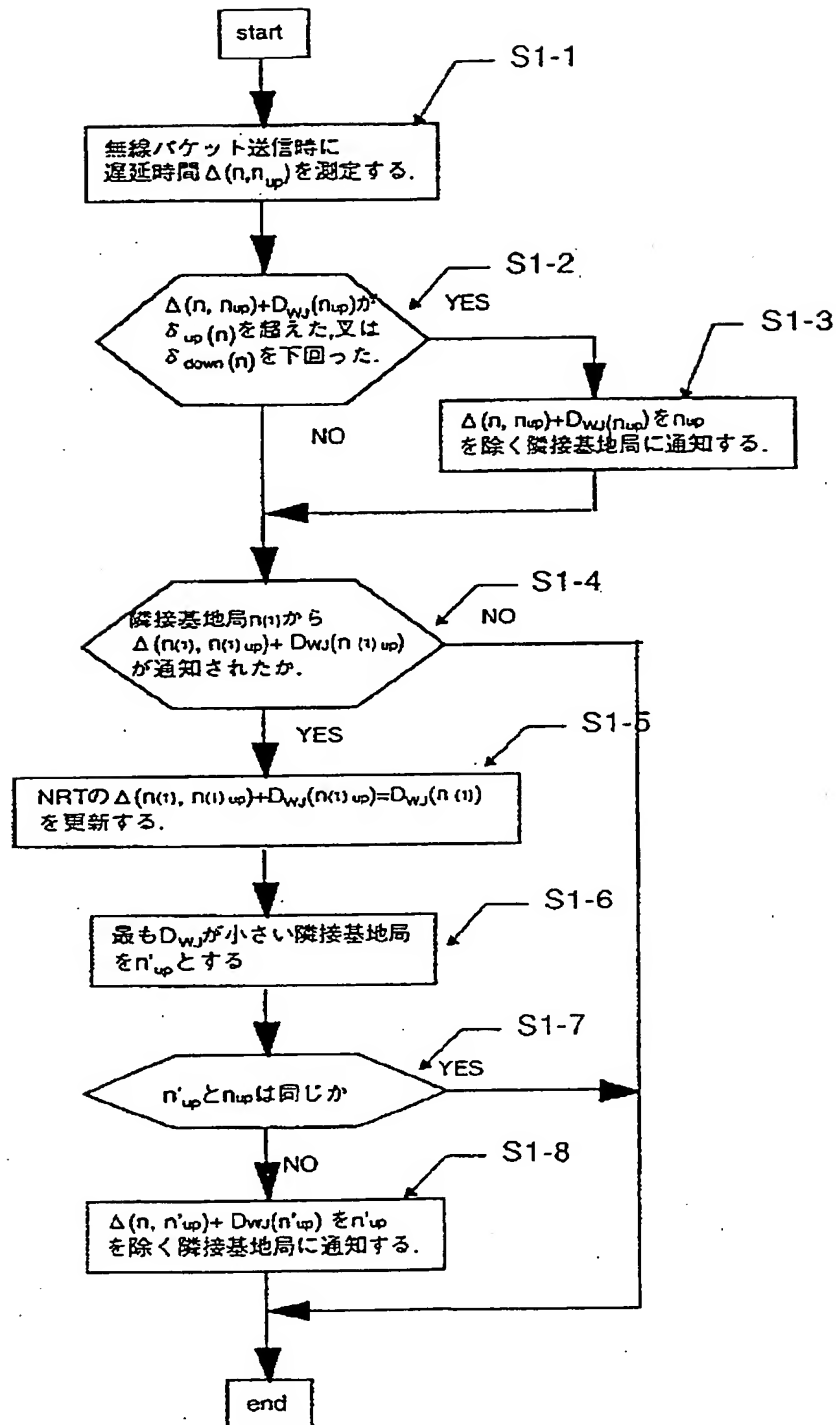 start
S1-1
無線パケット送信時に
遅延時間Δ(n,n_up)を測定する.
S1-2
Δ(n, n_up)+D_WJ(n_up)が
δ_up(n)を超えた,又は
δ_down(n)を下回った.
YES
NO
S1-3
Δ(n, n_up)+D_WJ(n_up)をn_up
を除く隣接基地局に通知する.
S1-4
隣接基地局n(1)から
Δ(n(1), n(1)up)+ D_WJ(n(1)up)
が通知されたか.
NO
YES
S1-5
NRTのΔ(n(1), n(1)up)+D_WJ(n(1)up)=D_WJ(n(1))
を更新する.
S1-6
最もD_WJが小さい隣接基地局
をn'_upとする
S1-7
n'_upとn_upは同じか
YES
NO
S1-8
Δ(n, n'_up)+ D_WJ(n'_up) をn'_up
を除く隣接基地局に通知する.
end